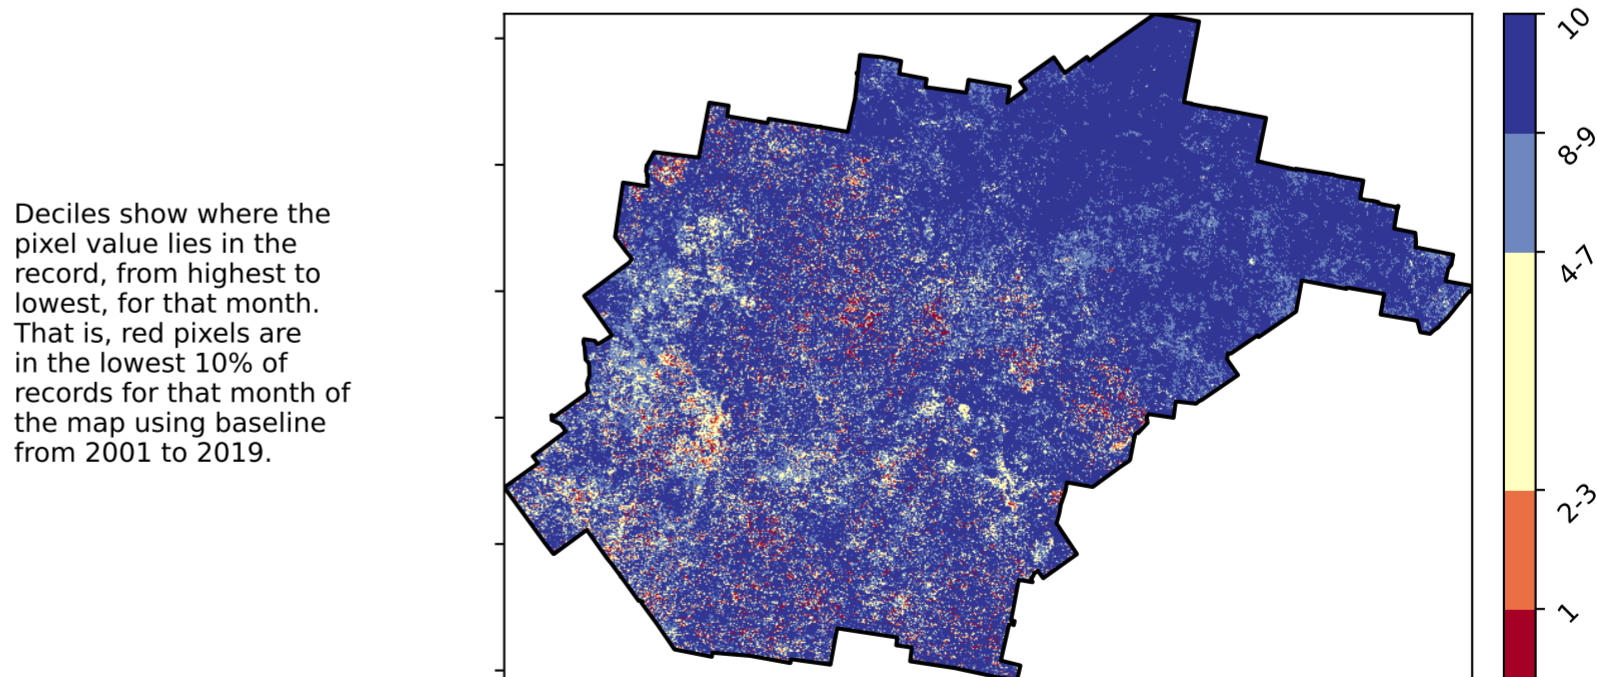 Deciles show where the
pixel value lies in the
record, from highest to
lowest, for that month.
That is, red pixels are
in the lowest 10% of
records for that month of
the map using baseline
from 2001 to 2019.
10
8-9
4-7
2-3
1